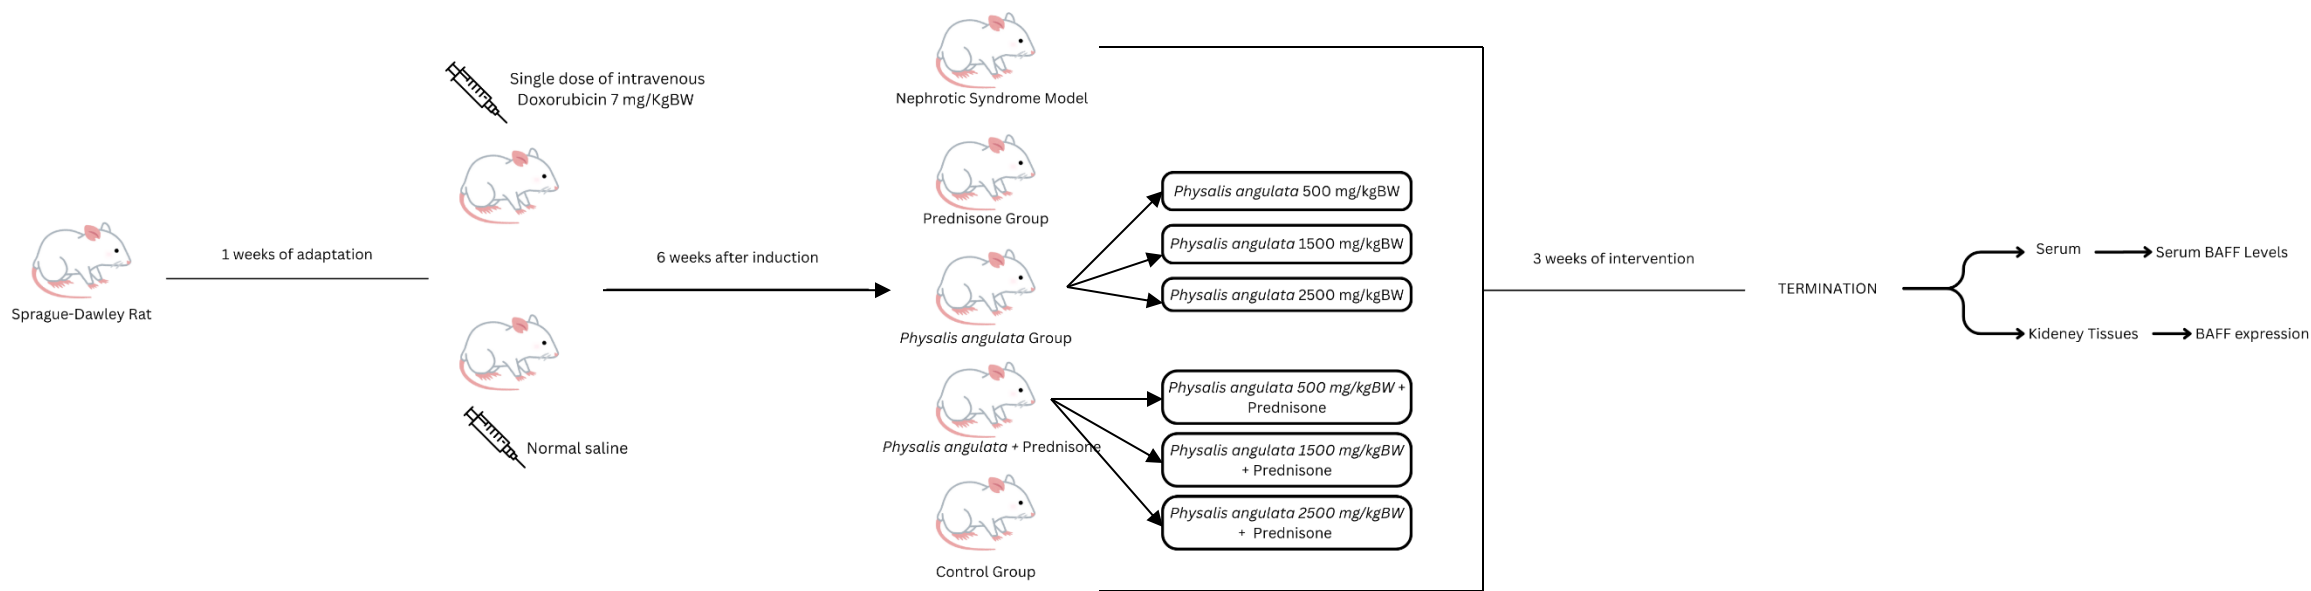 Sprague-Dawley Rat
1 weeks of adaptation
Single dose of intravenous
Doxorubicin 7 mg/KgBW
Normal saline
6 weeks after induction
Nephrotic Syndrome Model
Prednisone Group
Physalis angulata Group
Physalis angulata 500 mg/kgBW
Physalis angulata 1500 mg/kgBW
Physalis angulata 2500 mg/kgBW
Physalis angulata + Prednisone
Physalis angulata 500 mg/kgBW +
Prednisone
Physalis angulata 1500 mg/kgBW
+ Prednisone
Physalis angulata 2500 mg/kgBW
+ Prednisone
Control Group
3 weeks of intervention
TERMINATION
Serum
Serum BAFF Levels
Kideney Tissues
BAFF expression